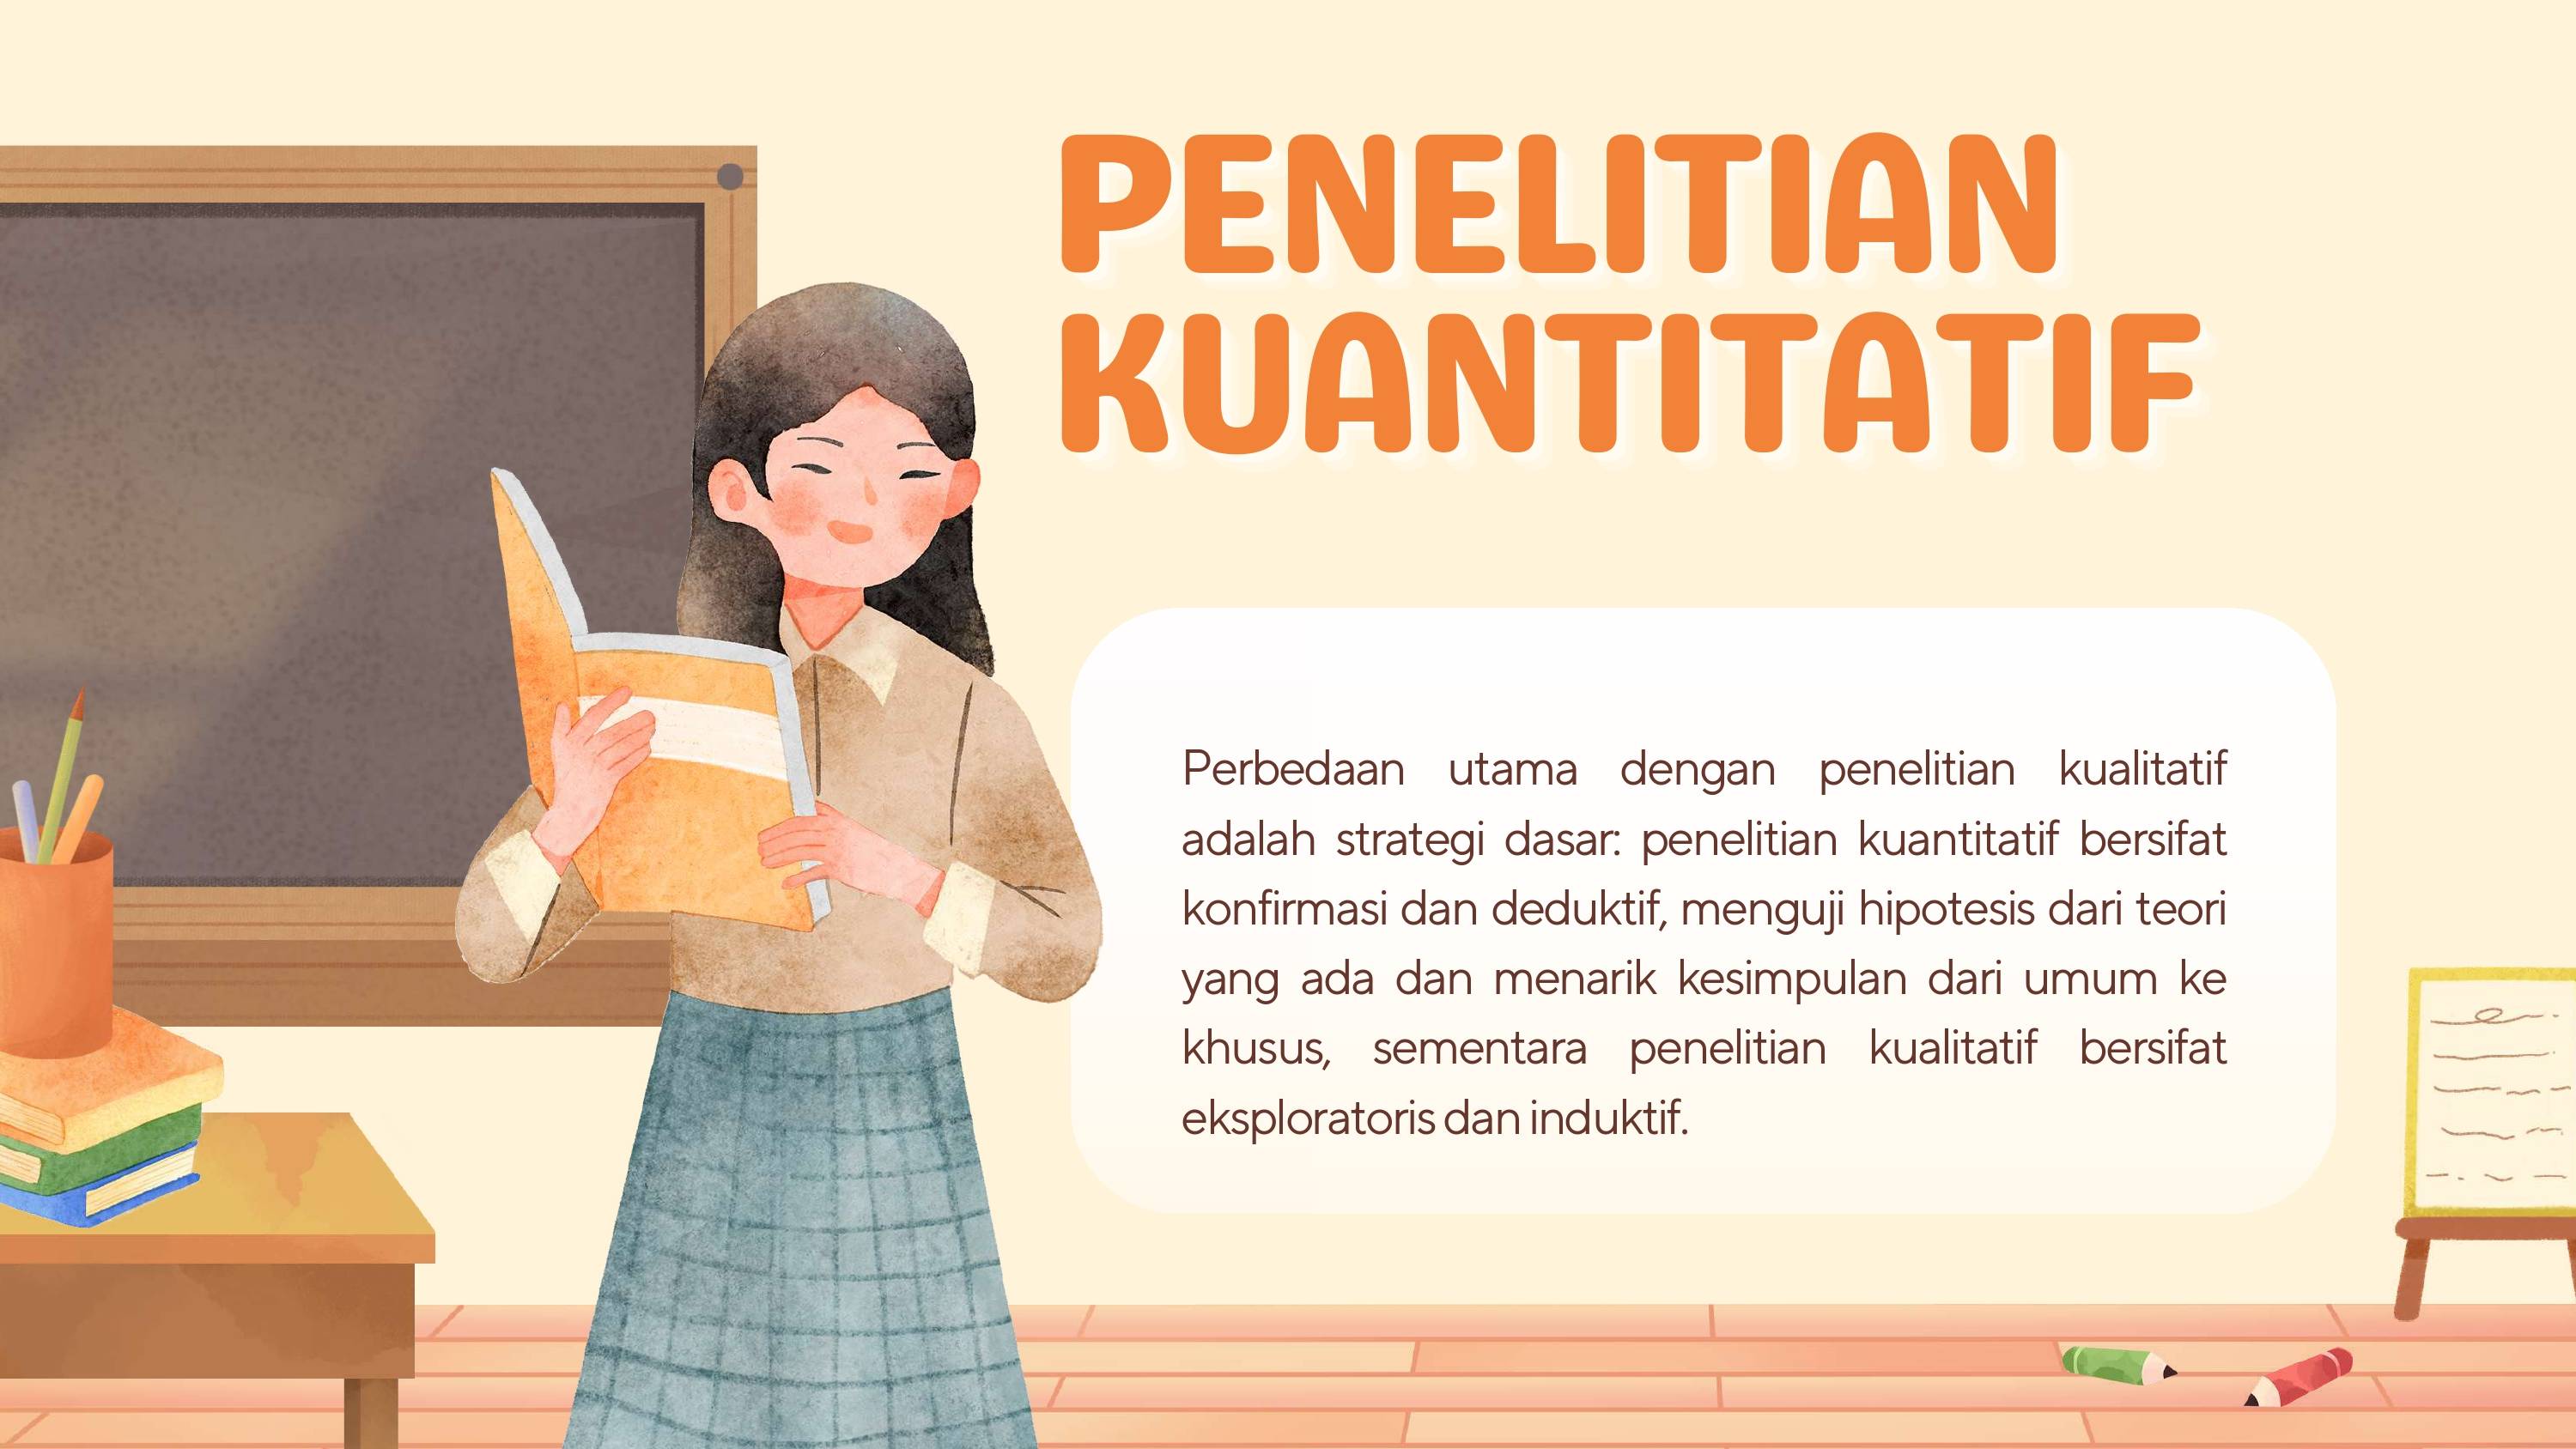 PENELITIAN
KUANTITATIF
Perbedaan utama dengan penelitian kualitatif
adalah strategi dasar: penelitian kuantitatif bersifat
konfirmasi dan deduktif, menguji hipotesis dari teori
yang ada dan menarik kesimpulan dari umum ke
khusus, sementara penelitian kualitatif bersifat
eksploratoris dan induktif.